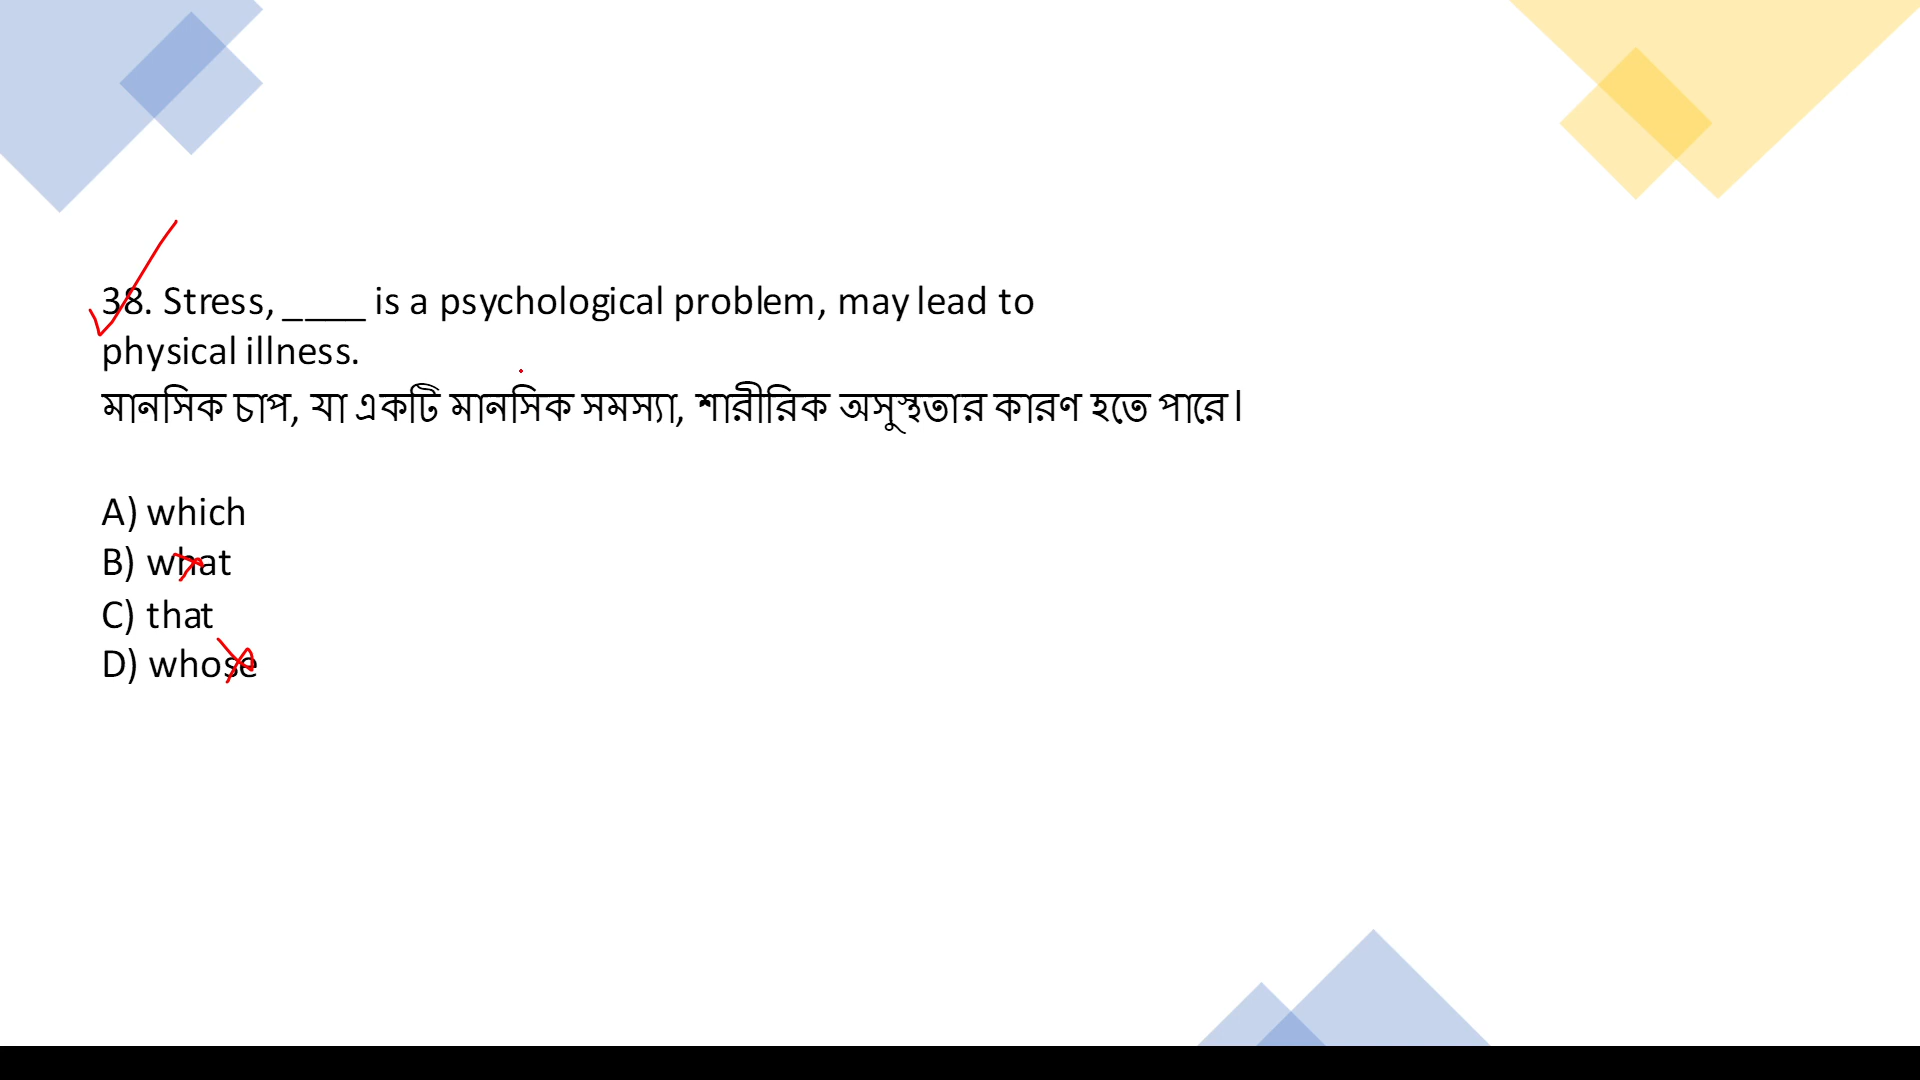 38. Stress, ____ is a psychological problem, may lead to
physical illness.
মানসিক চাপ, যা একটি মানসিক সমস্যা, শারীরিক অসুস্থতার কারণ হতে পারে।
A) which
B) what
C) that
D) whose